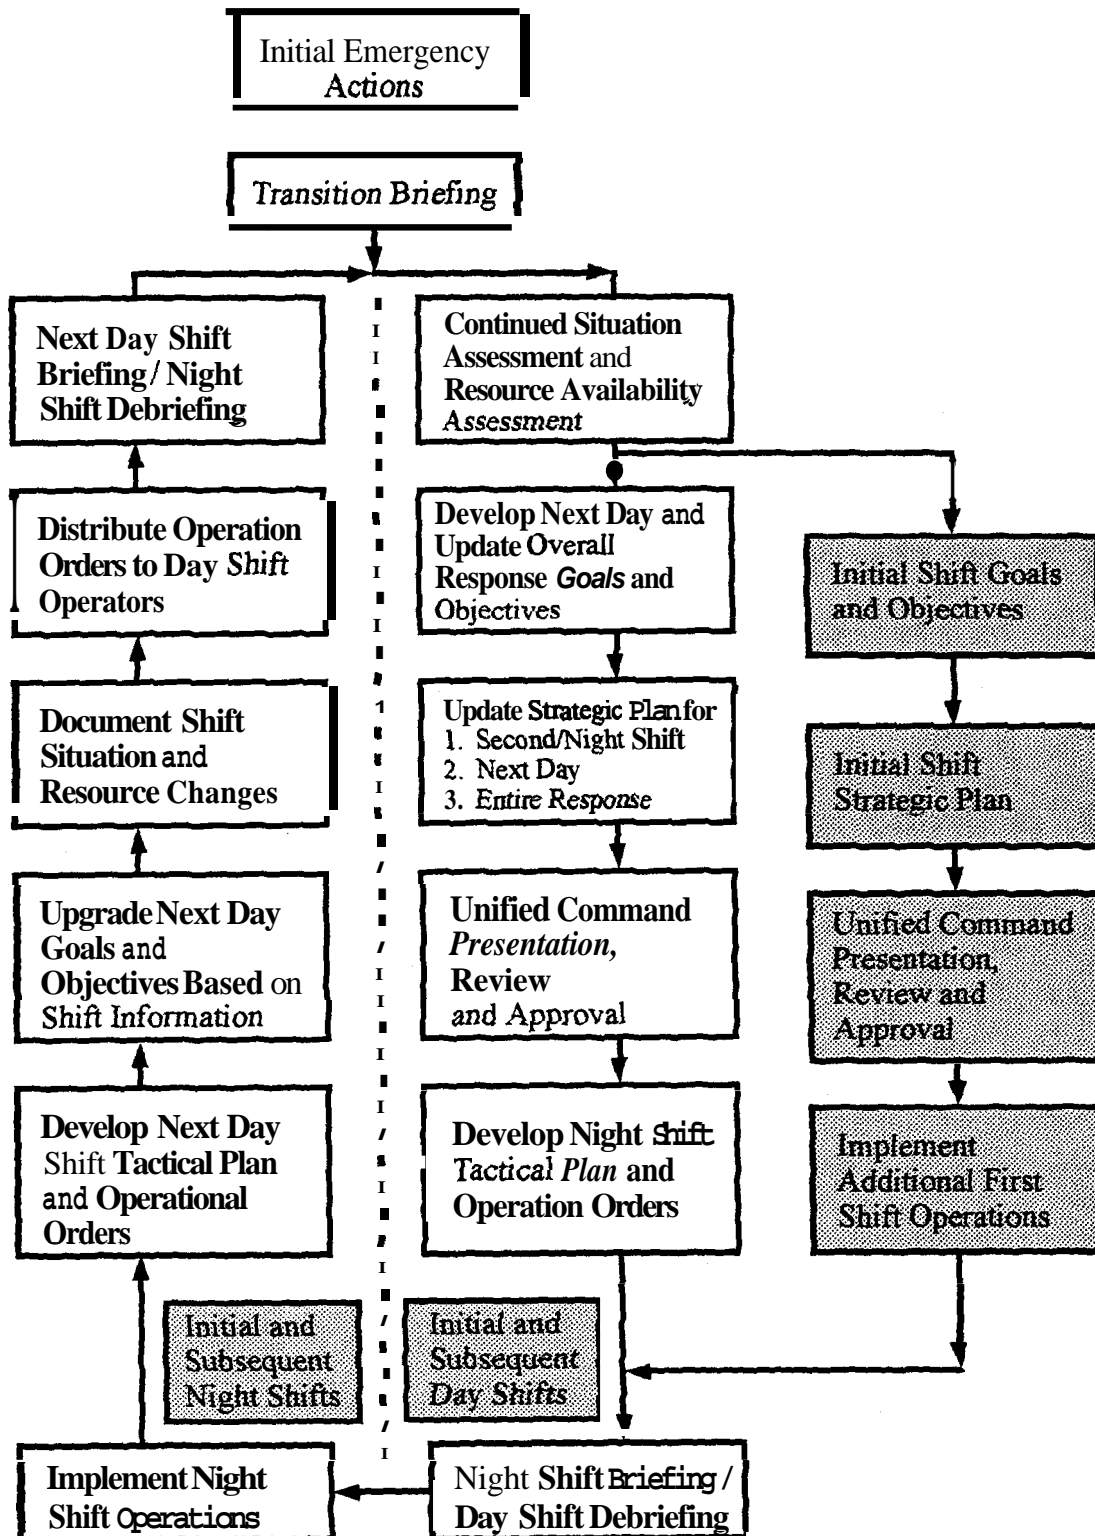 Initial Emergency
Actions
Transition Briefing
Next Day Shift
Briefing / Night
Shift Debriefing
Distribute Operation
Orders to Day Shift
Operators
Document Shift
Situation and
Resource Changes
Upgrade Next Day
Goals and
Objectives Based on
Shift Information
Develop Next Day
Shift Tactical Plan
and Operational
Orders
Initial and
Subsequent
Night Shifts
Implement Night
Shift Operations
Continued Situation
Assessment and
Resource Availability
Assessment
Develop Next Day and
Update Overall
Response Goals and
Objectives
Update Strategic Plan for
1. Second/Night Shift
2. Next Day
3. Entire Response
Unified Command
Presentation,
Review
and Approval
Develop Night Shift
Tactical Plan and
Operation Orders
Initial and
Subsequent
Day Shifts
Night Shift Briefing /
Day Shift Debriefing
Initial Shift Goals
and Objectives
Initial Shift
Strategic Plan
Unified Command
Presentation,
Review and
Approval
Implement
Additional First
Shift Operations